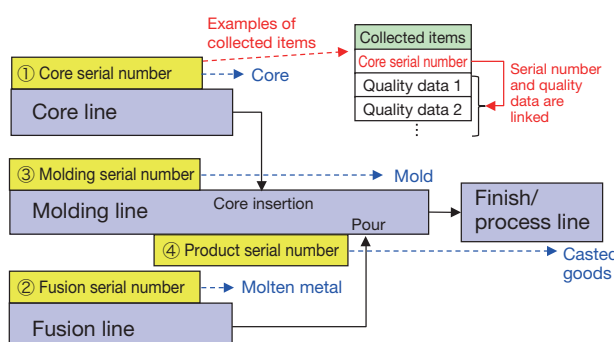 Examples of
collected items
Collected items
Core serial number
Quality data 1
Quality data 2
⋮
Serial number
and quality
data are
linked
① Core serial number
Core
Core line
③ Molding serial number
Mold
Molding line
Core insertion
Pour
Finish/
process line
④ Product serial number
Casted
goods
② Fusion serial number
Molten metal
Fusion line